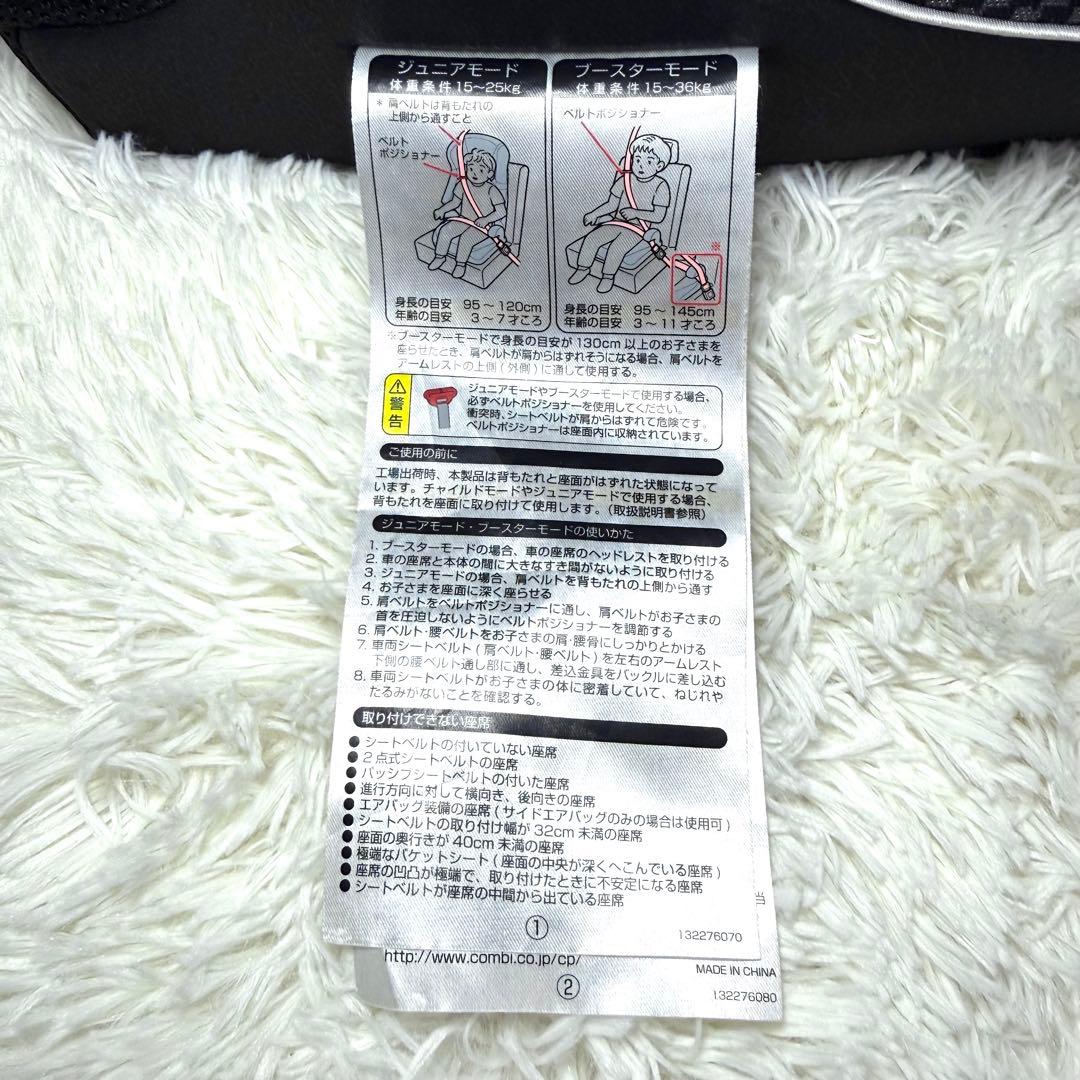 ジュニアモード
体重条件 15〜25kg
* 肩ベルトは背もたれの
上側から通すこと
ベルト
ポジショナー
身長の目安 95〜120cm
年齢の目安 3〜7才ころ
ブースターモード
体重条件 15〜36kg
ベルトポジショナー
※
身長の目安 95〜145cm
年齢の目安 3〜11才ころ
※ブースターモードで身長の目安が130cm以上のお子さまを
座らせたとき、肩ベルトが肩からはずれそうになる場合、肩ベルトを
アームレストの上側(外側)に通して使用する。
警告
ジュニアモードやブースターモードで使用する場合、
必ずベルトポジショナーを使用してください。
衝突時、シートベルトが肩からはずれて危険です。
ベルトポジショナーは座面内に収納されています。
ご使用の前に
工場出荷時、本製品は背もたれと座面がはずれた状態になって
います。チャイルドモードやジュニアモードで使用する場合、
背もたれを座面に取り付けて使用します。(取扱説明書参照)
ジュニアモード・ブースターモードの使いかた
1. ブースターモードの場合、車の座席のヘッドレストを取り付ける
2. 車の座席と本体の間に大きなすき間がないように取り付ける
3. ジュニアモードの場合、肩ベルトを背もたれの上側から通す
4. お子さまを座面に深く座らせる
5. 肩ベルトをベルトポジショナーに通し、肩ベルトがお子さまの
首を圧迫しないようにベルトポジショナーを調節する
6. 肩ベルト・腰ベルトをお子さまの肩・腰骨にしっかりとかける
7. 車両シートベルト(肩ベルト・腰ベルト)を左右のアームレスト
下側の腰ベルト通し部に通し、差込金具をバックルに差し込む
8. 車両シートベルトがお子さまの体に密着していて、ねじれや
たるみがないことを確認する。
取り付けできない座席
●シートベルトの付いていない座席
●2点式シートベルトの座席
●パッシブシートベルトの付いた座席
●進行方向に対して横向き、後向きの座席
●エアバッグ装備の座席(サイドエアバッグのみの場合は使用可)
●シートベルトの取り付け幅が32cm未満の座席
●座面の奥行きが40cm未満の座席
●極端なバケットシート(座面の中央が深くへこんでいる座席)
●座席の凹凸が極端で、取り付けたときに不安定になる座席
●シートベルトが座席の中間から出ている座席
①
132276070
当
http://www.combi.co.jp/cp/
MADE IN CHINA
②
132276080